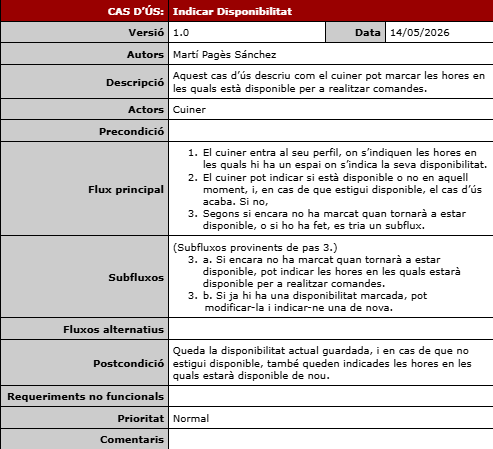 CAS D'ÚS: Indicar Disponibilitat
Versió 1.0 Data 14/05/2026
Autors Martí Pagès Sánchez
Descripció Aquest cas d'ús descriu com el cuiner pot marcar les hores en
les quals està disponible per a realitzar comandes.
Actors Cuiner
Precondició
Flux principal
1. El cuiner entra al seu perfil, on s'indiquen les hores en
les quals hi ha un espai on s'indica la seva disponibilitat.
2. El cuiner pot indicar si està disponible o no en aquell
moment, i, en cas de que estigui disponible, el cas d'ús
acaba. Si no,
3. Segons si encara no ha marcat quan tornarà a estar
disponible, o si ho ha fet, es tria un subflux.
Subfluxos
(Subfluxos provinents de pas 3.)
3. a. Si encara no ha marcat quan tornarà a estar
disponible, pot indicar les hores en les quals estarà
disponible per a realitzar comandes.
3. b. Si ja hi ha una disponibilitat marcada, pot
modificar-la i indicar-ne una de nova.
Fluxos alternatius
Postcondició
Queda la disponibilitat actual guardada, i en cas de que no
estigui disponible, també queden indicades les hores en les
quals estarà disponible de nou.
Requeriments no funcionals
Prioritat Normal
Comentaris